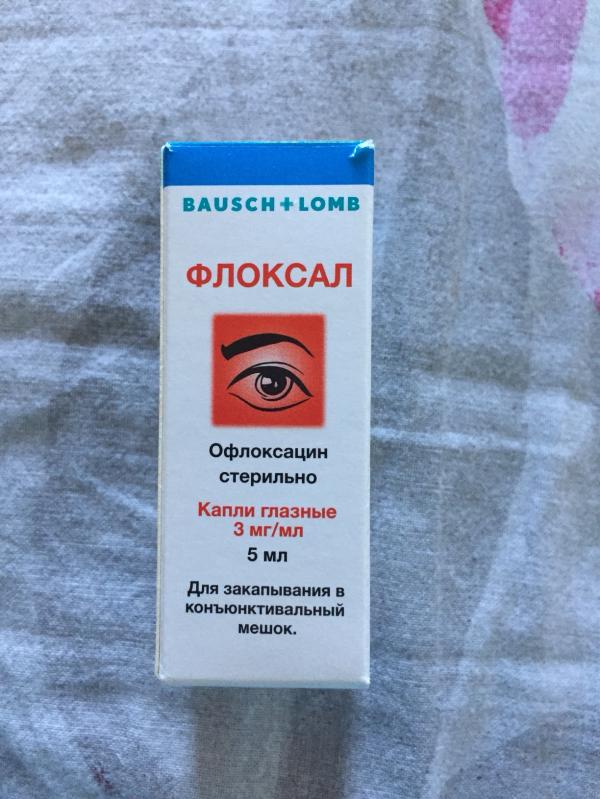 BAUSCH+LOMB
ФЛОКСАЛ
Офлоксацин
стерильно
Капли глазные
3 мг/мл
5 мл
Для закапывания в
конъюнктивальный
мешок.